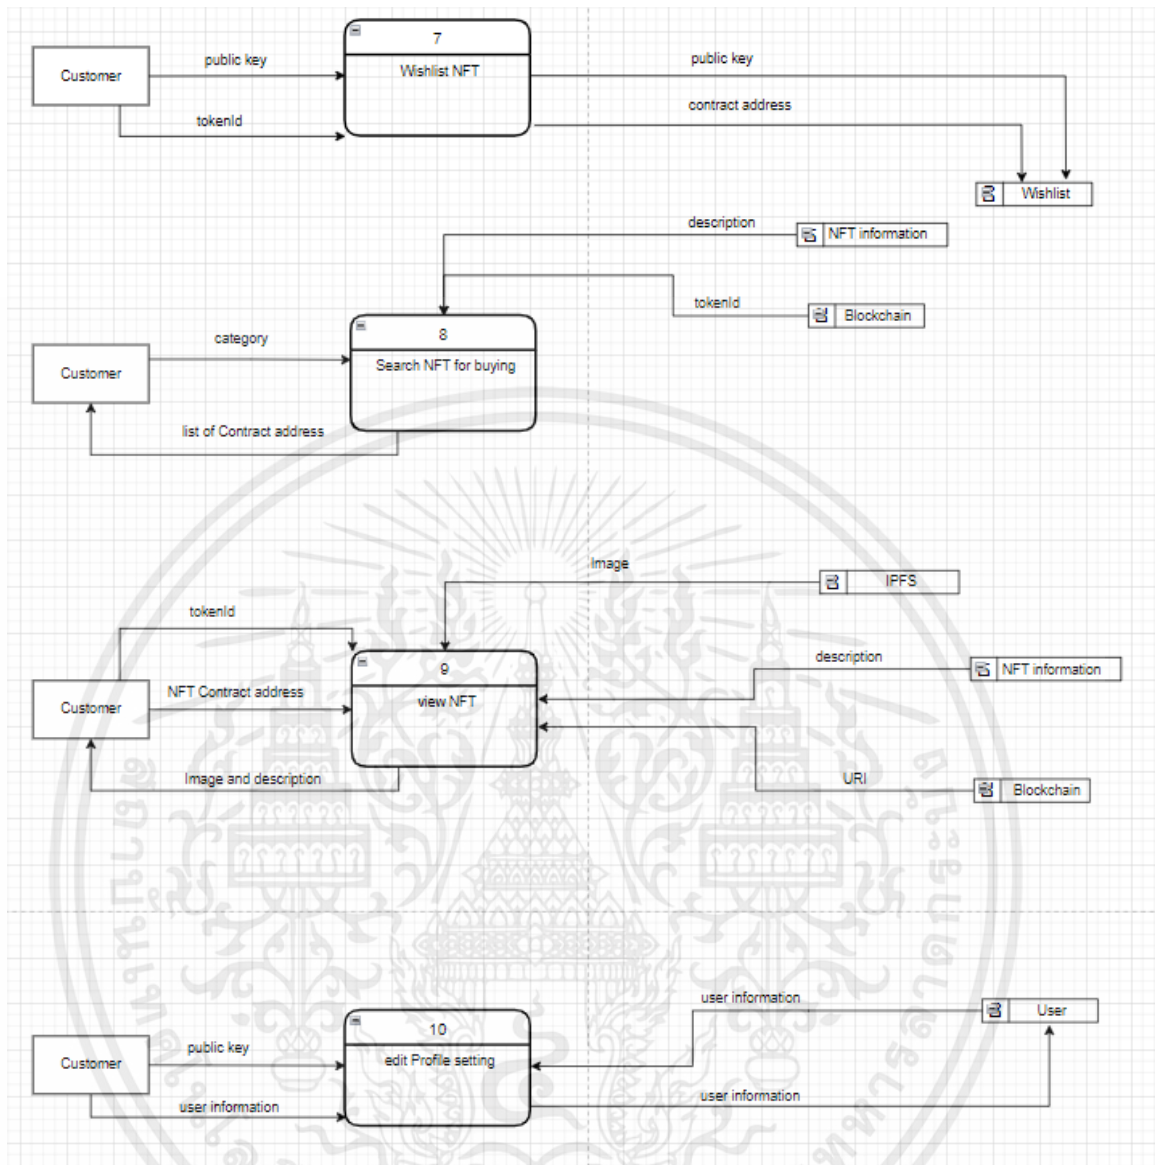 7
Customer
public key
Wishlist NFT
public key
tokenId
contract address
Wishlist
description
NFT information
tokenId
Blockchain
8
category
Search NFT for buying
Customer
list of Contract address
Image
IPFS
tokenId
9
description
NFT information
NFT Contract address
view NFT
Customer
Image and description
URI
Blockchain
user information
User
10
Customer
public key
edit Profile setting
user information
user information